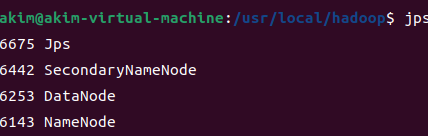 akim@akim-virtual-machine:/usr/local/hadoop$ jps
6675 Jps
6442 SecondaryNameNode
6253 DataNode
6143 NameNode